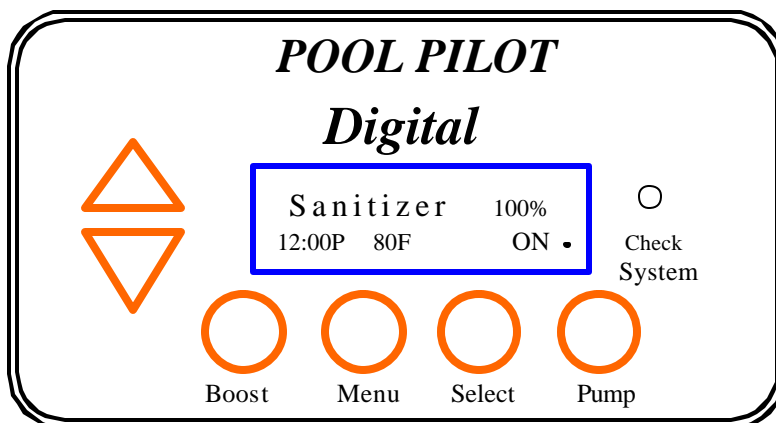 POOL PILOT
Digital
Sanitizer 100%
12:00P 80F ON .
Check
System
Boost Menu Select Pump